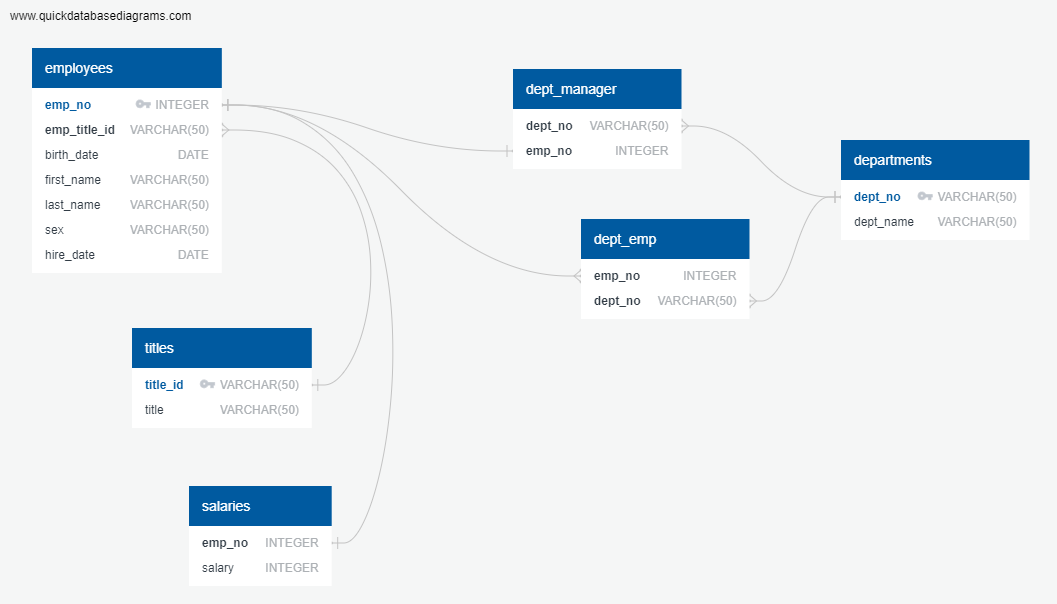 www.quickdatabasediagrams.com
employees
emp_no INTEGER
emp_title_id VARCHAR(50)
birth_date DATE
first_name VARCHAR(50)
last_name VARCHAR(50)
sex VARCHAR(50)
hire_date DATE
dept_manager
dept_no VARCHAR(50)
emp_no INTEGER
departments
dept_no VARCHAR(50)
dept_name VARCHAR(50)
dept_emp
emp_no INTEGER
dept_no VARCHAR(50)
titles
title_id VARCHAR(50)
title VARCHAR(50)
salaries
emp_no INTEGER
salary INTEGER